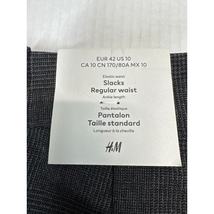 EUR 42 US 10
CA 10 CN 170/80A MX 10
Elastic waist
Slacks
Regular waist
Ankle length
Taille élastique
Pantalon
Taille standard
Longueur à la cheville
H&M